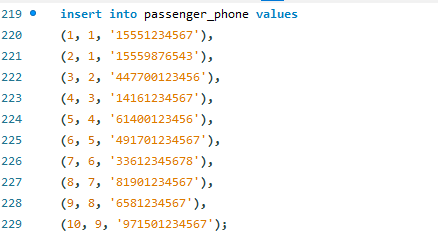 219 insert into passenger_phone values
220 (1, 1, '15551234567'),
221 (2, 1, '15559876543'),
222 (3, 2, '447700123456'),
223 (4, 3, '14161234567'),
224 (5, 4, '61400123456'),
225 (6, 5, '491701234567'),
226 (7, 6, '33612345678'),
227 (8, 7, '81901234567'),
228 (9, 8, '6581234567'),
229 (10, 9, '971501234567');